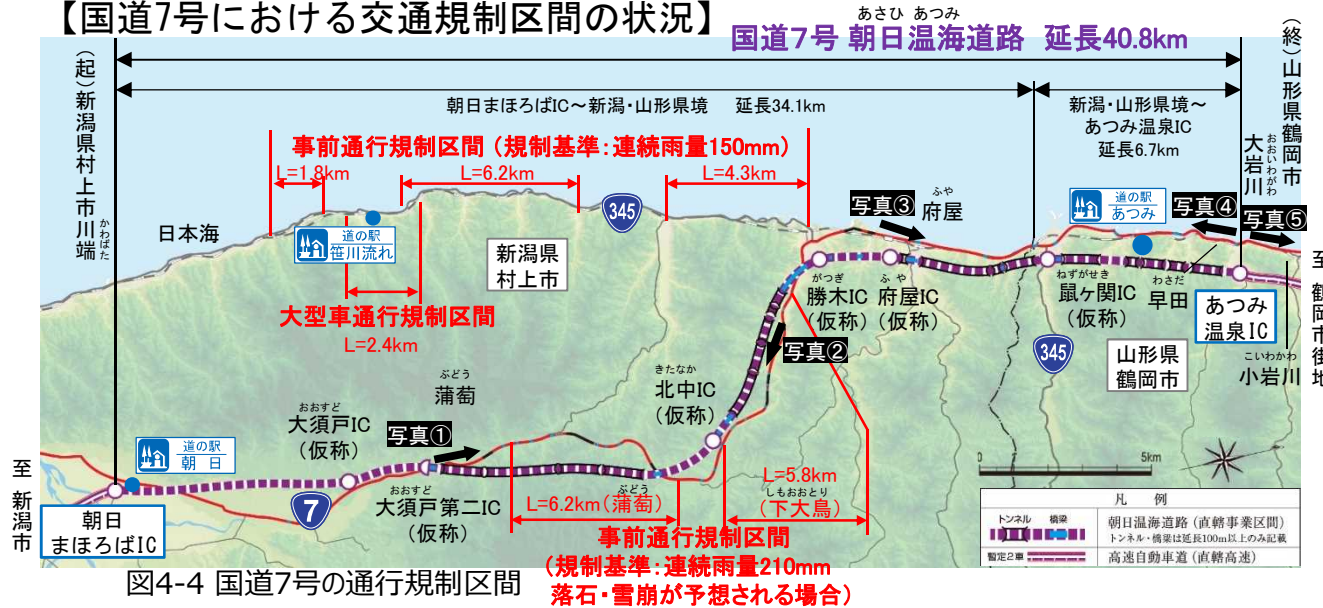 【国道7号における交通規制区間の状況】
あさひ あつみ
国道7号 朝日温海道路 延長40.8km
(起)新潟県村上市川端
かわばた
(終)山形県鶴岡市
大岩川
おおいわがわ
朝日まほろばIC～新潟・山形県境 延長34.1km
新潟・山形県境～
あつみ温泉IC
延長6.7km
事前通行規制区間(規制基準:連続雨量150mm)
L=1.8km
L=6.2km
L=4.3km
345
日本海
道の駅
笹川流れ
新潟県
村上市
写真③
ふや
府屋
道の駅
あつみ
写真④
写真⑤
至 鶴岡市街地
大型車通行規制区間
L=2.4km
がつぎ
勝木IC
(仮称)
ふや
府屋IC
(仮称)
ねずがせき
鼠ヶ関IC
(仮称)
わさだ
早田
あつみ
温泉IC
写真②
345
山形県
鶴岡市
こいわかわ
小岩川
ぶどう
蒲萄
きたなか
北中IC
(仮称)
おおすど
大須戸IC
(仮称)
写真①
道の駅
朝日
至 新潟市
朝日
まほろばIC
7
おおすど
大須戸第二IC
(仮称)
ぶどう
L=6.2km(蒲萄)
L=5.8km
しもおおとり
(下大鳥)
0
5km
事前通行規制区間
(規制基準:連続雨量210mm
落石・雪崩が予想される場合)
凡 例
トンネル 橋梁
朝日温海道路(直轄事業区間)
トンネル・橋梁は延長100m以上のみ記載
暫定2車
高速自動車道(直轄高速)
図4-4 国道7号の通行規制区間